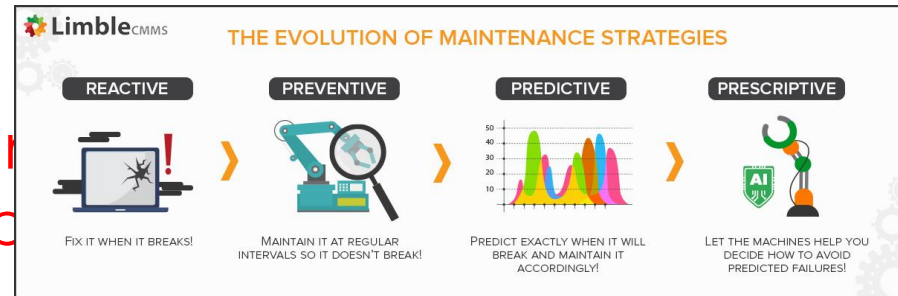 Limble CMMS
THE EVOLUTION OF MAINTENANCE STRATEGIES
REACTIVE
PREVENTIVE
PREDICTIVE
PRESCRIPTIVE
50
40
30
20
10
AI
FIX IT WHEN IT BREAKS!
MAINTAIN IT AT REGULAR
INTERVALS SO IT DOESN'T BREAK!
PREDICT EXACTLY WHEN IT WILL
BREAK AND MAINTAIN IT
ACCORDINGLY!
LET THE MACHINES HELP YOU
DECIDE HOW TO AVOID
PREDICTED FAILURES!